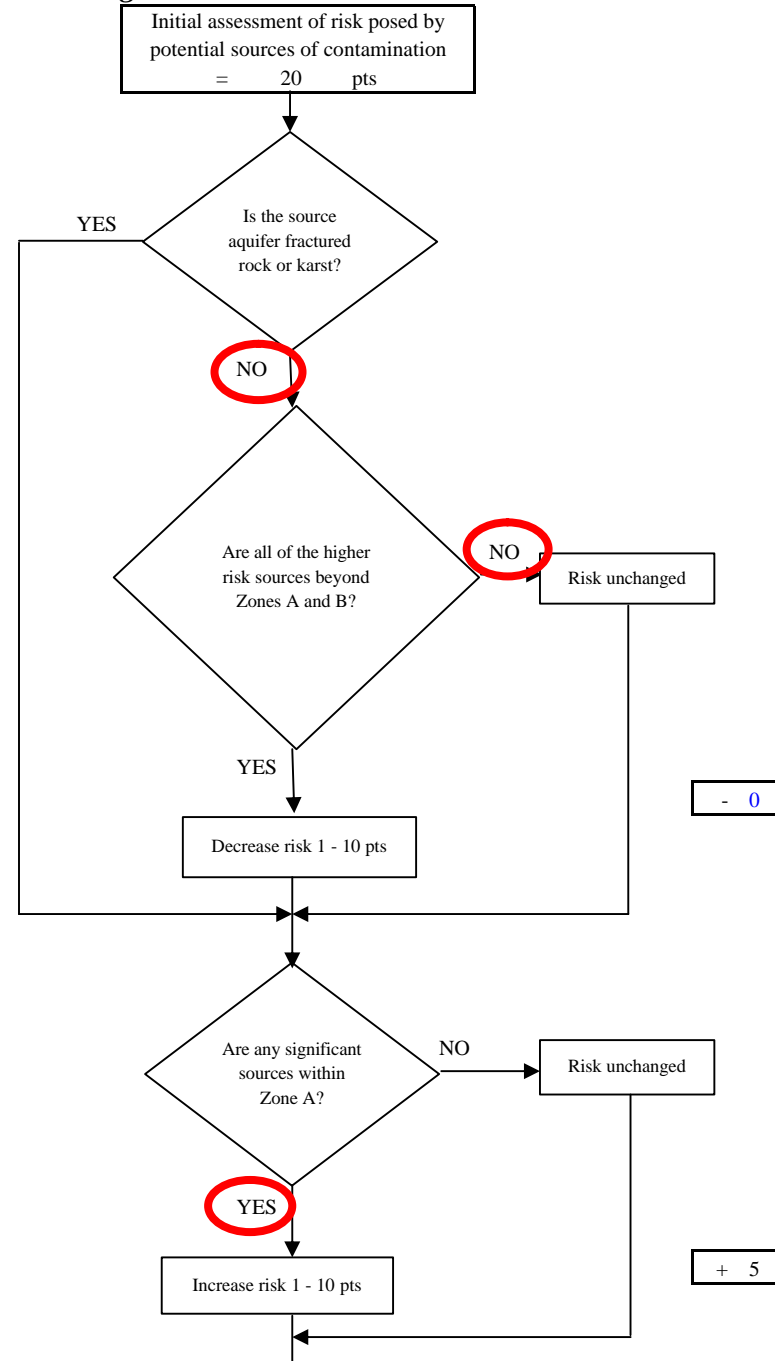 Initial assessment of risk posed by
potential sources of contamination
= 20 pts
YES
Is the source
aquifer fractured
rock or karst?
NO
Are all of the higher
risk sources beyond
Zones A and B?
NO
Risk unchanged
YES
- 0
Decrease risk 1 - 10 pts
Are any significant
sources within
Zone A?
NO
Risk unchanged
YES
+ 5
Increase risk 1 - 10 pts